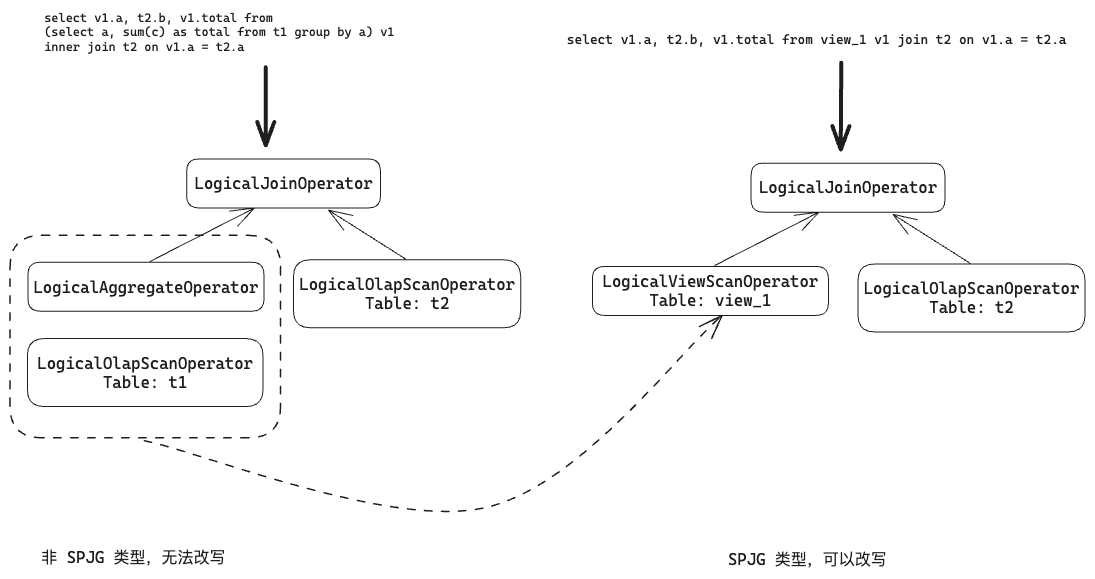 select v1.a, t2.b, v1.total from
(select a, sum(c) as total from t1 group by a) v1
inner join t2 on v1.a = t2.a
LogicalJoinOperator
LogicalAggregateOperator
LogicalOlapScanOperator
Table: t2
LogicalOlapScanOperator
Table: t1
非 SPJG 类型，无法改写
select v1.a, t2.b, v1.total from view_1 v1 join t2 on v1.a = t2.a
LogicalJoinOperator
LogicalViewScanOperator
Table: view_1
LogicalOlapScanOperator
Table: t2
SPJG 类型，可以改写